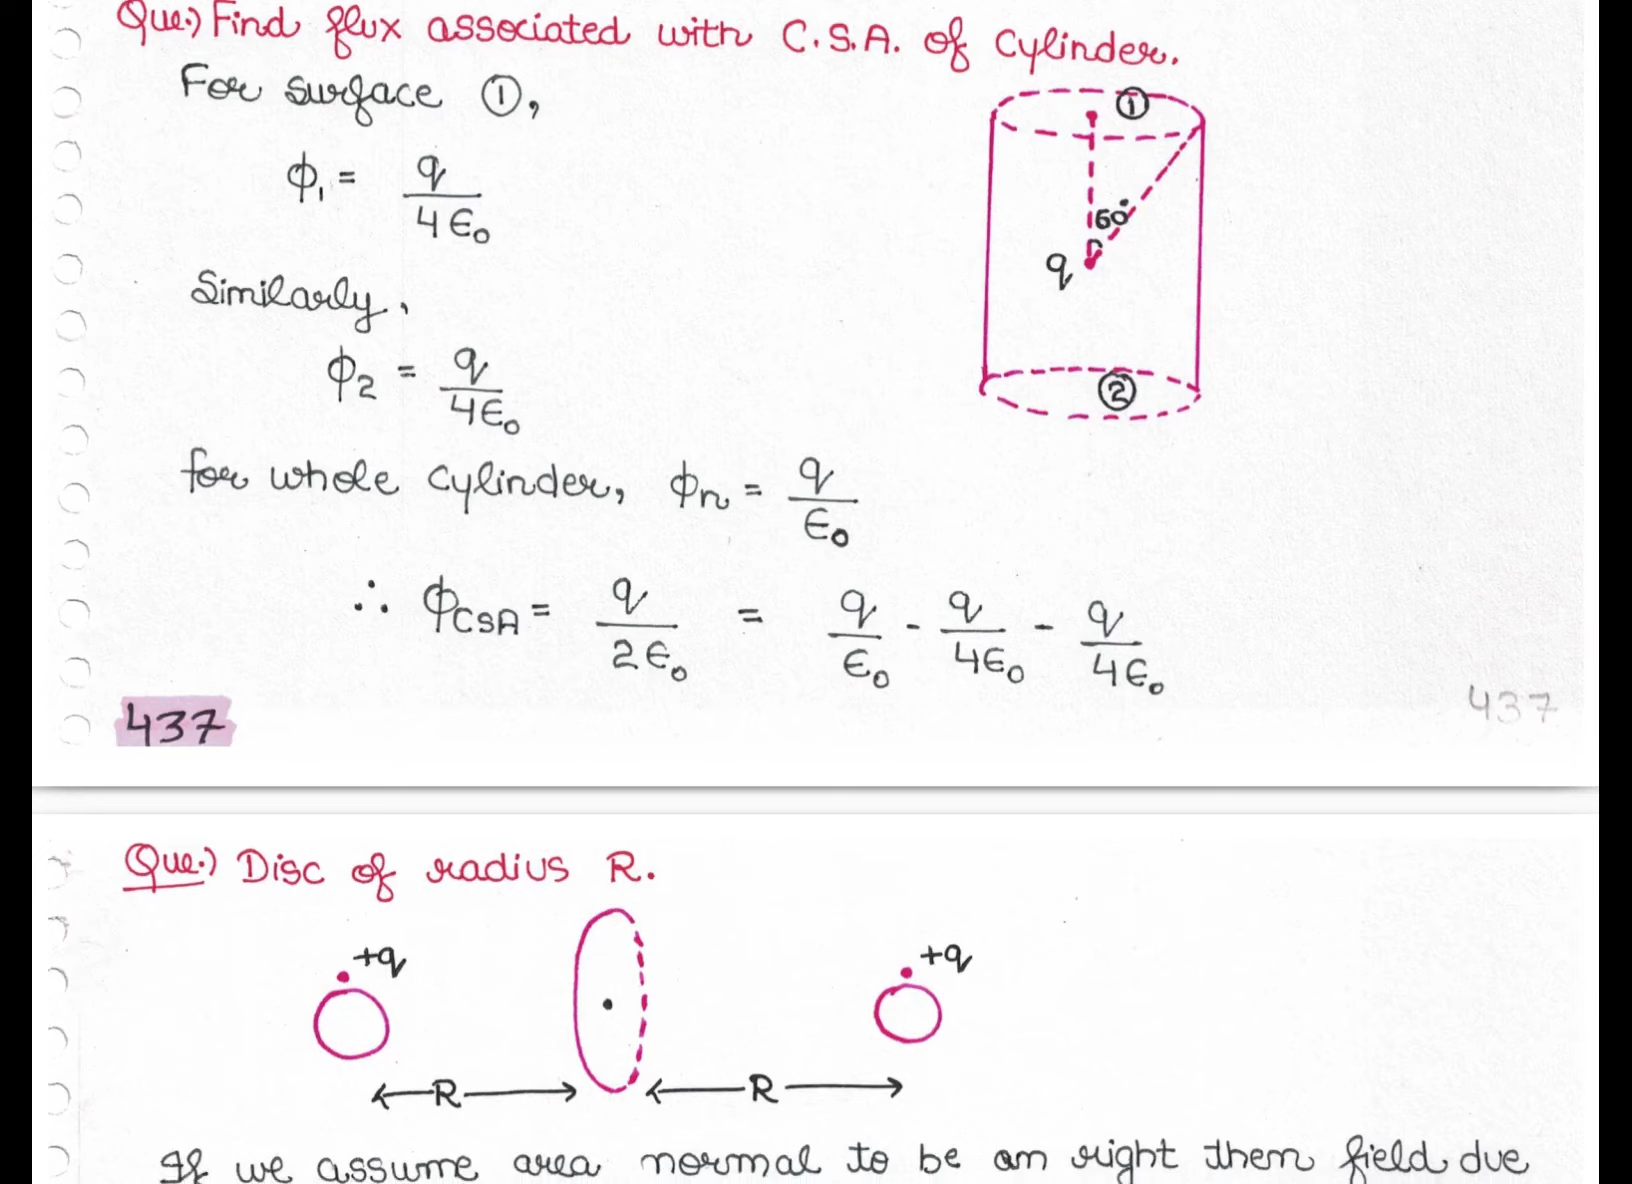 Que:) Find flux associated with C.S.A. of Cylinder.
For surface ①,
①
ϕ₁ = q / 4ϵ₀
60°
q
Similarly,
ϕ₂ = q / 4ϵ₀
②
for whole cylinder, ϕn = q / ϵ₀
∴ ϕCSA = q / 2ϵ₀ = q / ϵ₀ - q / 4ϵ₀ - q / 4ϵ₀
437
437
Que:) Disc of radius R.
+q +q
R R
If we assume area normal to be on right them field due